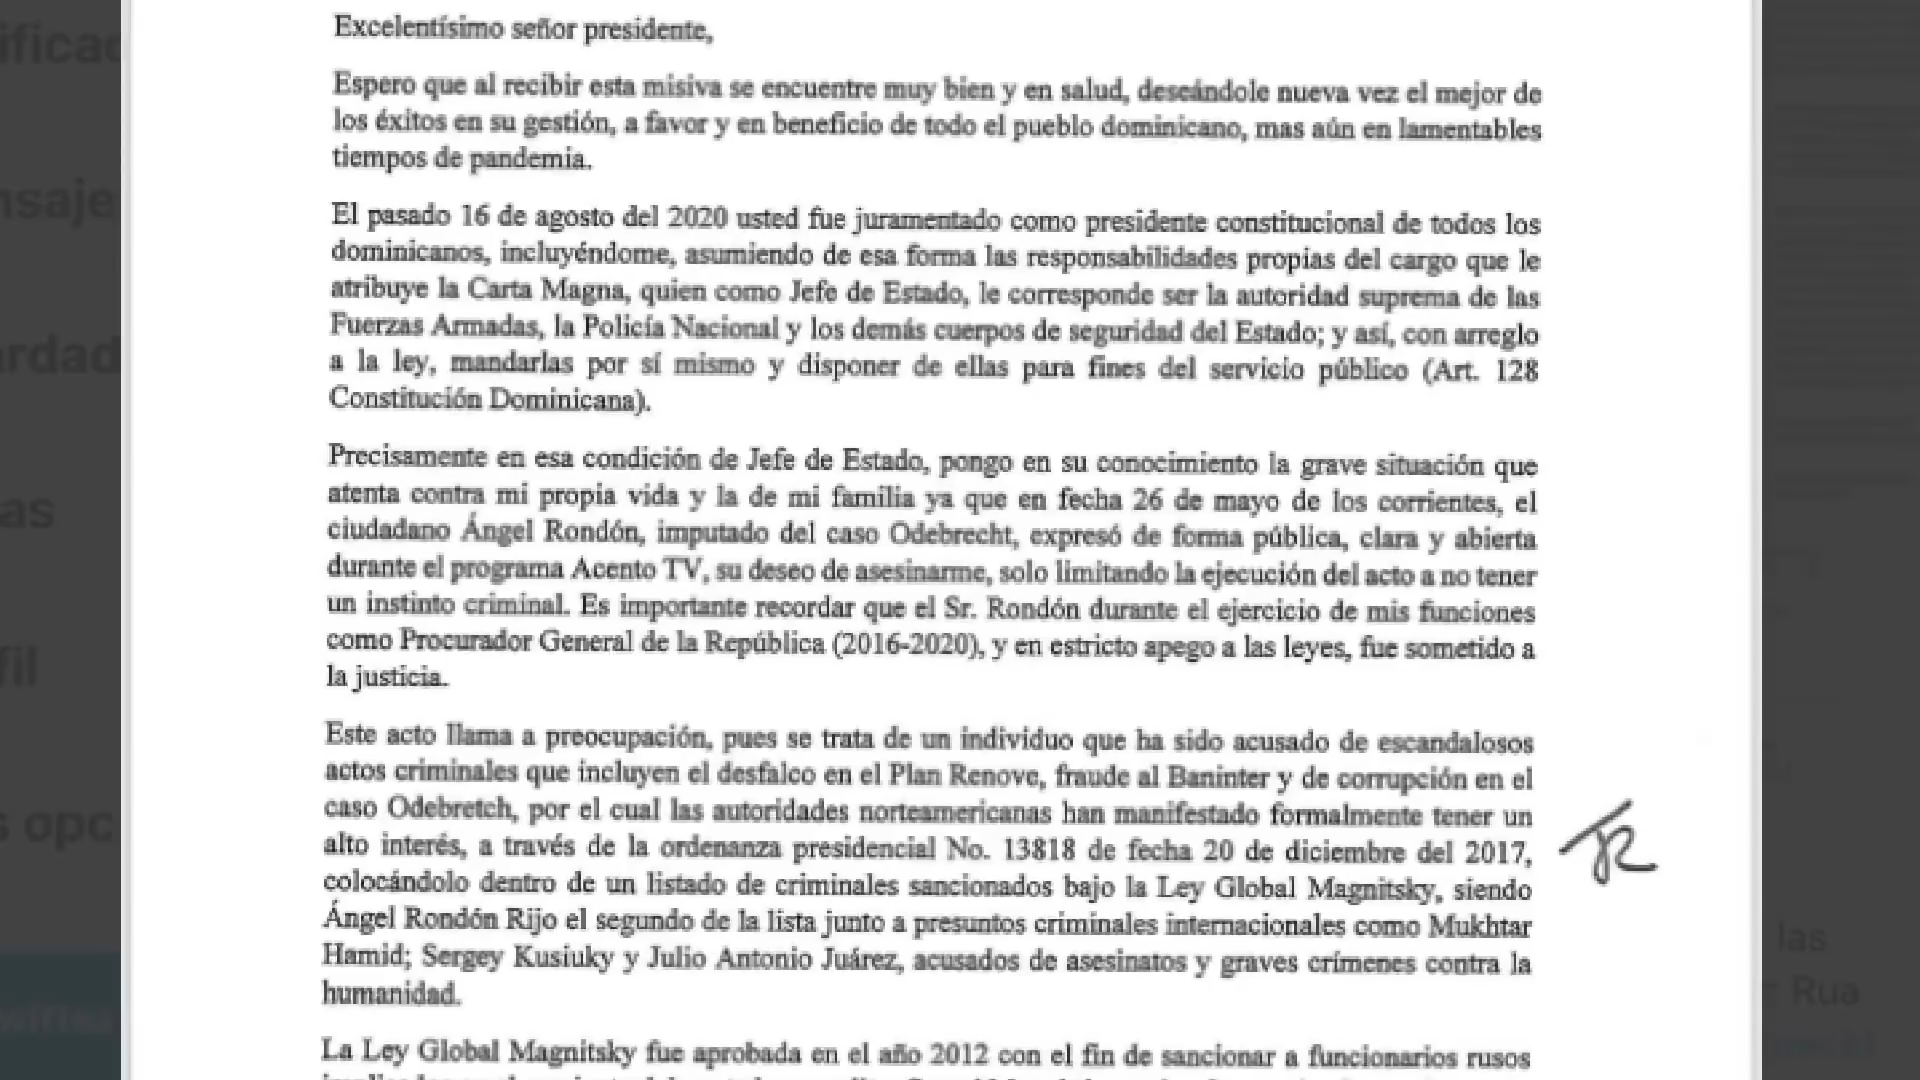 Excelentísimo señor presidente,
Espero que al recibir esta misiva se encuentre muy bien y en salud, deseándole nueva vez el mejor de
los éxitos en su gestión, a favor y en beneficio de todo el pueblo dominicano, mas aún en lamentables
tiempos de pandemia.
El pasado 16 de agosto del 2020 usted fue juramentado como presidente constitucional de todos los
dominicanos, incluyéndome, asumiendo de esa forma las responsabilidades propias del cargo que le
atribuye la Carta Magna, quien como Jefe de Estado, le corresponde ser la autoridad suprema de las
Fuerzas Armadas, la Policía Nacional y los demás cuerpos de seguridad del Estado; y así, con arreglo
a la ley, mandarlas por sí mismo y disponer de ellas para fines del servicio público (Art. 128
Constitución Dominicana).
Precisamente en esa condición de Jefe de Estado, pongo en su conocimiento la grave situación que
atenta contra mi propia vida y la de mi familia ya que en fecha 26 de mayo de los corrientes, el
ciudadano Ángel Rondón, imputado del caso Odebrecht, expresó de forma pública, clara y abierta
durante el programa Acento TV, su deseo de asesinarme, solo limitando la ejecución del acto a no tener
un instinto criminal. Es importante recordar que el Sr. Rondón durante el ejercicio de mis funciones
como Procurador General de la República (2016-2020), y en estricto apego a las leyes, fue sometido a
la justicia.
Este acto llama a preocupación, pues se trata de un individuo que ha sido acusado de escandalosos
actos criminales que incluyen el desfalco en el Plan Renove, fraude al Baninter y de corrupción en el
caso Odebretch, por el cual las autoridades norteamericanas han manifestado formalmente tener un
alto interés, a través de la ordenanza presidencial No. 13818 de fecha 20 de diciembre del 2017,
colocándolo dentro de un listado de criminales sancionados bajo la Ley Global Magnitsky, siendo
Ángel Rondón Rijo el segundo de la lista junto a presuntos criminales internacionales como Mukhtar
Hamid; Sergey Kusiuky y Julio Antonio Juárez, acusados de asesinatos y graves crímenes contra la
humanidad.
La Ley Global Magnitsky fue aprobada en el año 2012 con el fin de sancionar a funcionarios rusos
ificac
nsaje
ardad
as
fil
s opc
las
Rua